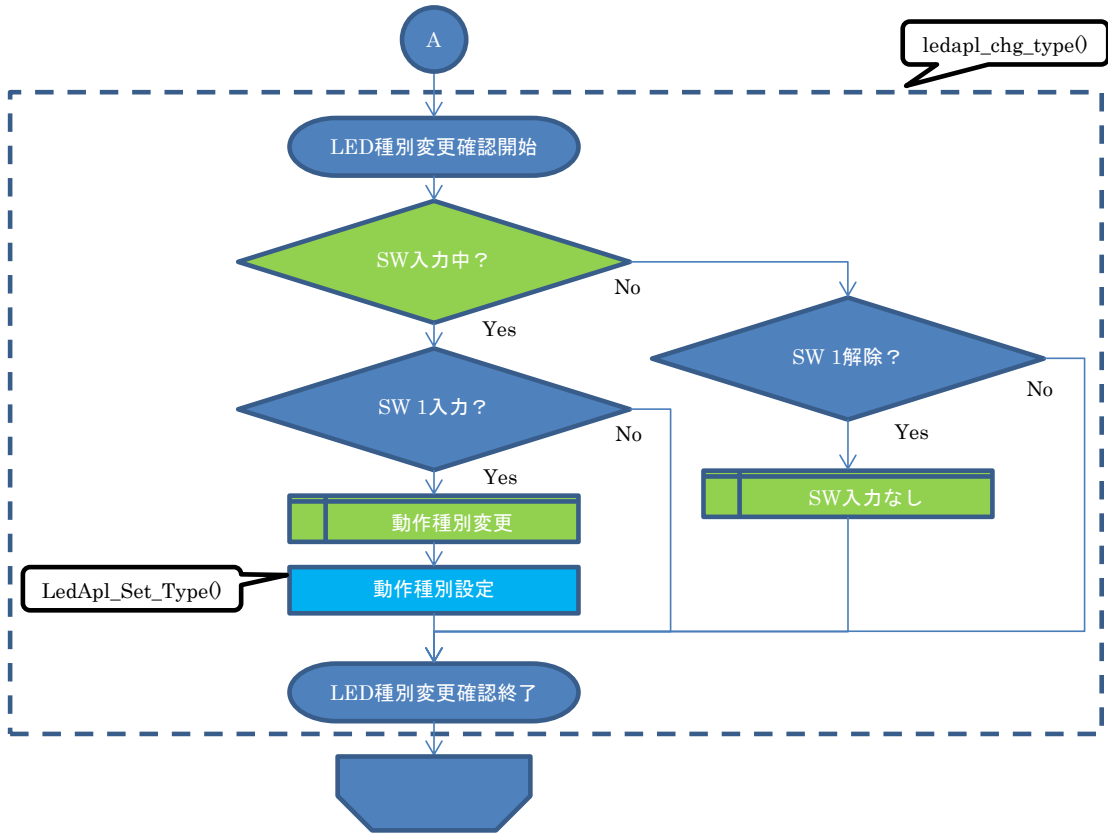 A
ledapl_chg_type()
LED種別変更確認開始
SW入力中？
No
Yes
SW 1解除？
No
SW 1入力？
No
Yes
Yes
SW入力なし
動作種別変更
LedApl_Set_Type()
動作種別設定
LED種別変更確認終了